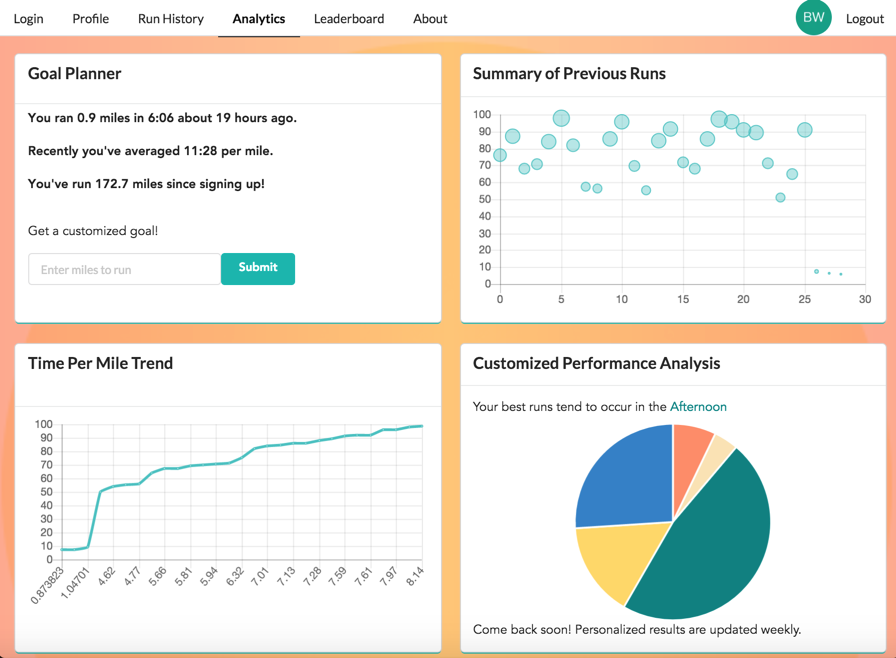 Login Profile Run History Analytics Leaderboard About BW Logout
Goal Planner
You ran 0.9 miles in 6:06 about 19 hours ago.
Recently you've averaged 11:28 per mile.
You've run 172.7 miles since signing up!
Get a customized goal!
Enter miles to run Submit
Summary of Previous Runs
100
90
80
70
60
50
40
30
20
10
0
0 5 10 15 20 25 30
Time Per Mile Trend
100
90
80
70
60
50
40
30
20
10
0
0.873823 1.04701 4.62 4.77 5.66 5.81 5.94 6.32 7.01 7.13 7.28 7.59 7.61 7.97 8.14
Customized Performance Analysis
Your best runs tend to occur in the Afternoon
Come back soon! Personalized results are updated weekly.